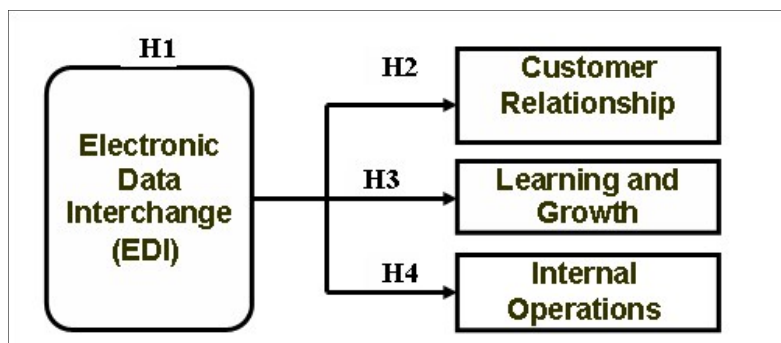 H1
Electronic
Data
Interchange
(EDI)
H2
Customer
Relationship
H3
Learning and
Growth
H4
Internal
Operations